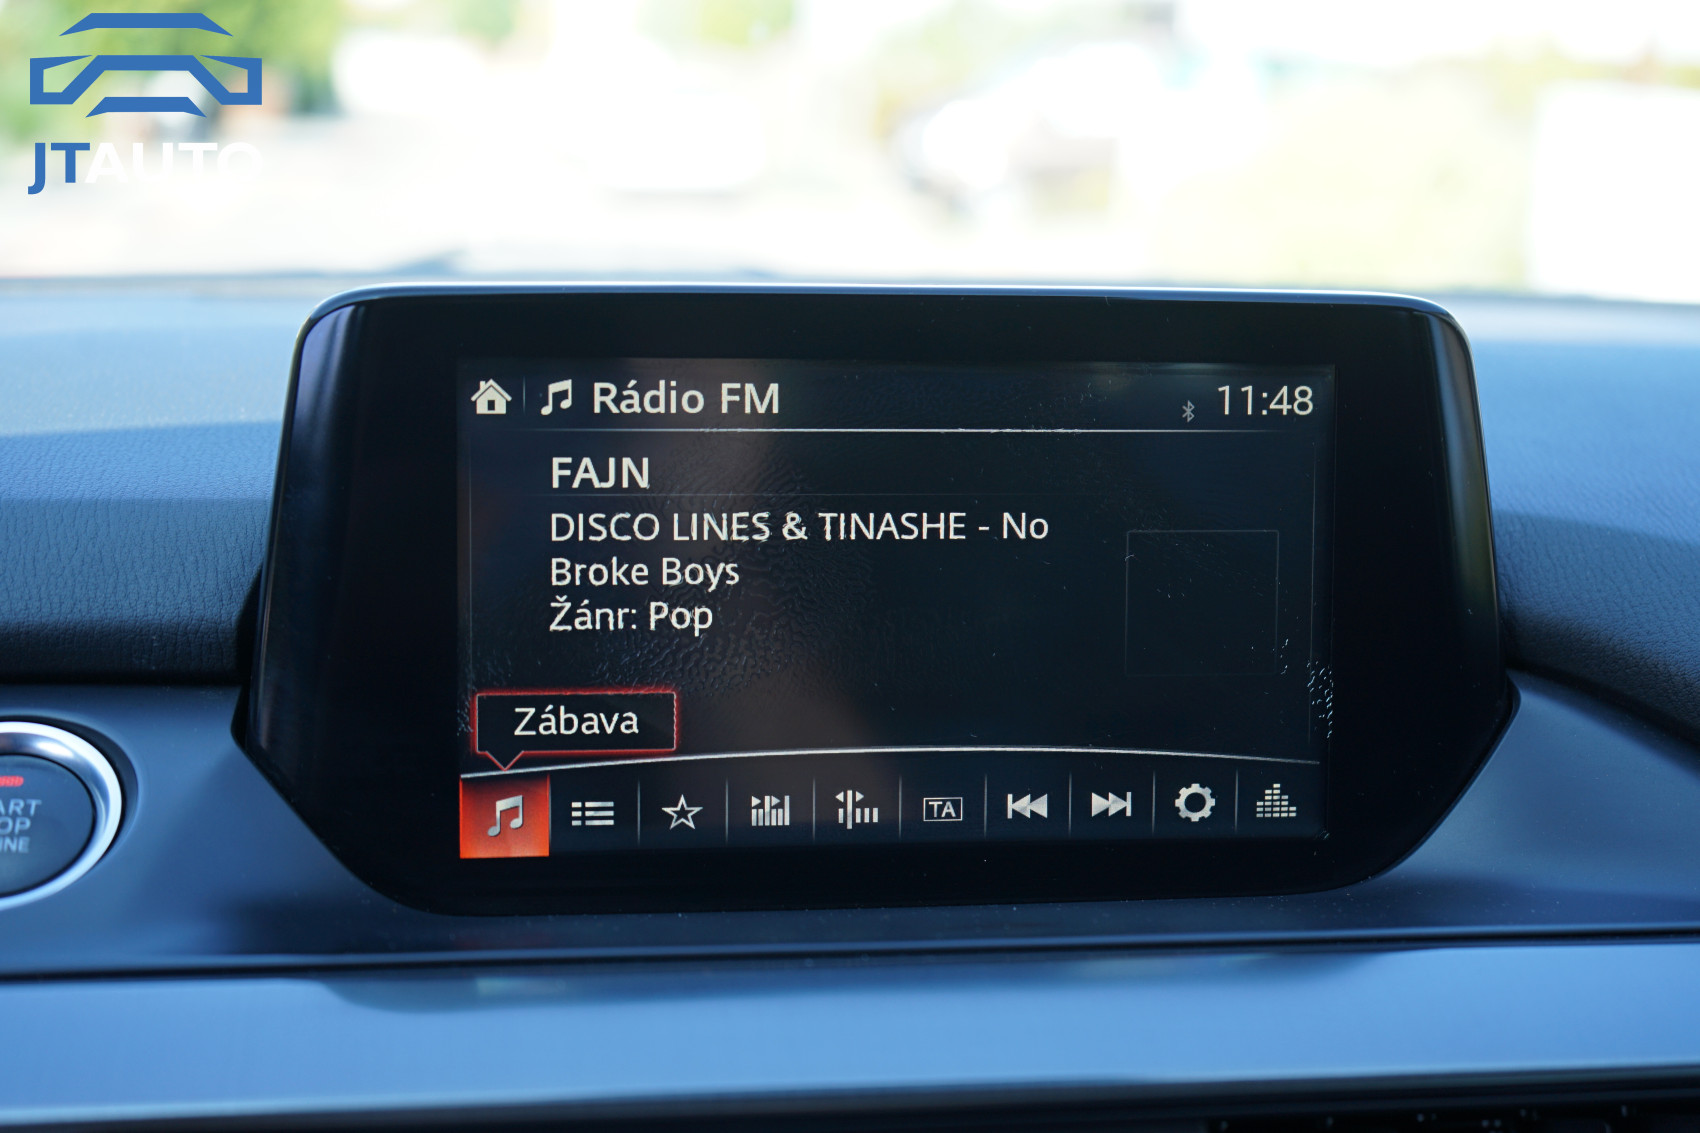 JTAUTO
Rádio FM
11:48
FAJN
DISCO LINES & TINASHE - No
Broke Boys
Žánr: Pop
Zábava
TA